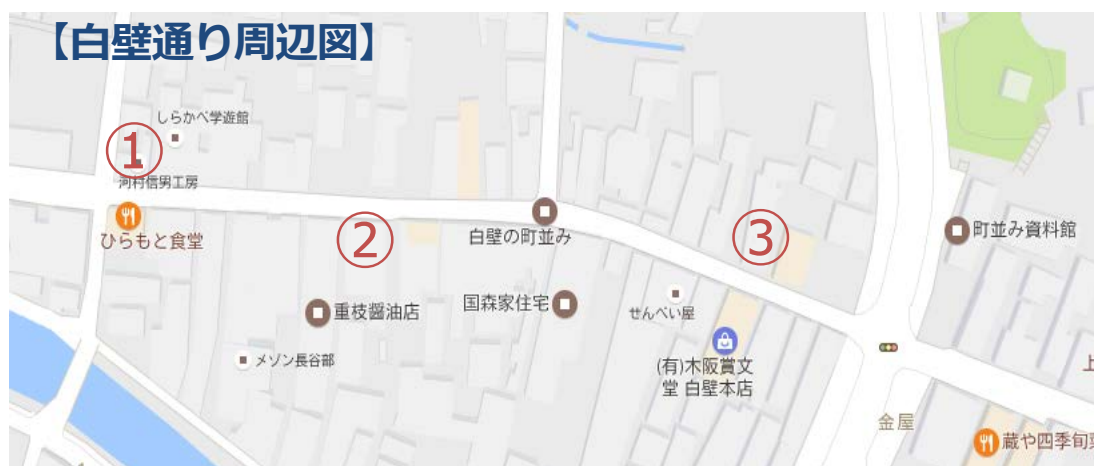 【白壁通り周辺図】
しらかべ学遊館
①
河村信男工房
ひらもと食堂
②
白壁の町並み
③
町並み資料館
重枝醤油店
国森家住宅
せんべい屋
メゾン長谷部
(有)木阪賞文
堂 白壁本店
上
金屋
蔵や四季旬菜